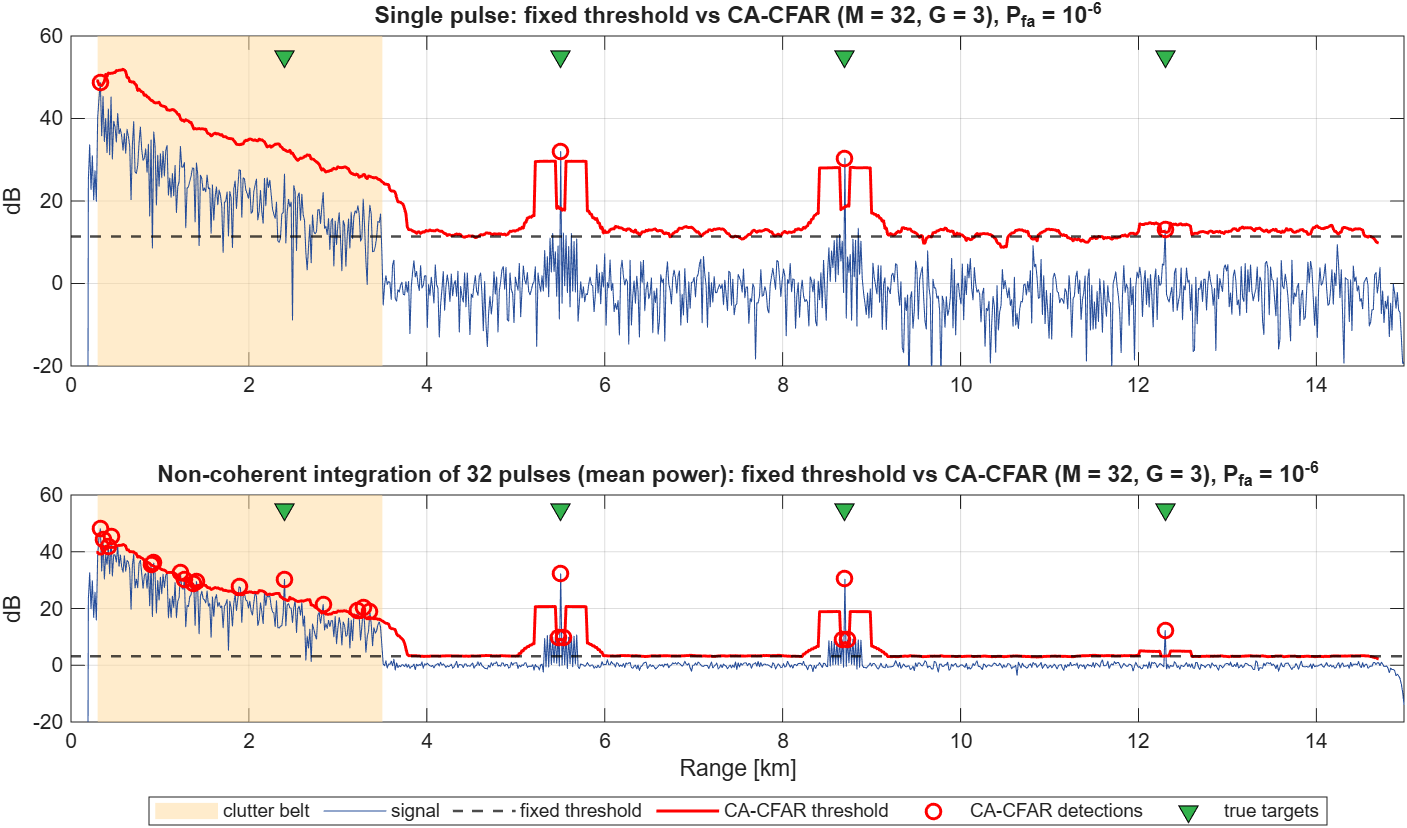 Single pulse: fixed threshold vs CA-CFAR (M = 32, G = 3), P_fa = 10^-6
60
40
20
0
-20
dB
0 2 4 6 8 10 12 14
Non-coherent integration of 32 pulses (mean power): fixed threshold vs CA-CFAR (M = 32, G = 3), P_fa = 10^-6
60
40
20
0
-20
dB
0 2 4 6 8 10 12 14
Range [km]
clutter belt signal fixed threshold CA-CFAR threshold CA-CFAR detections true targets